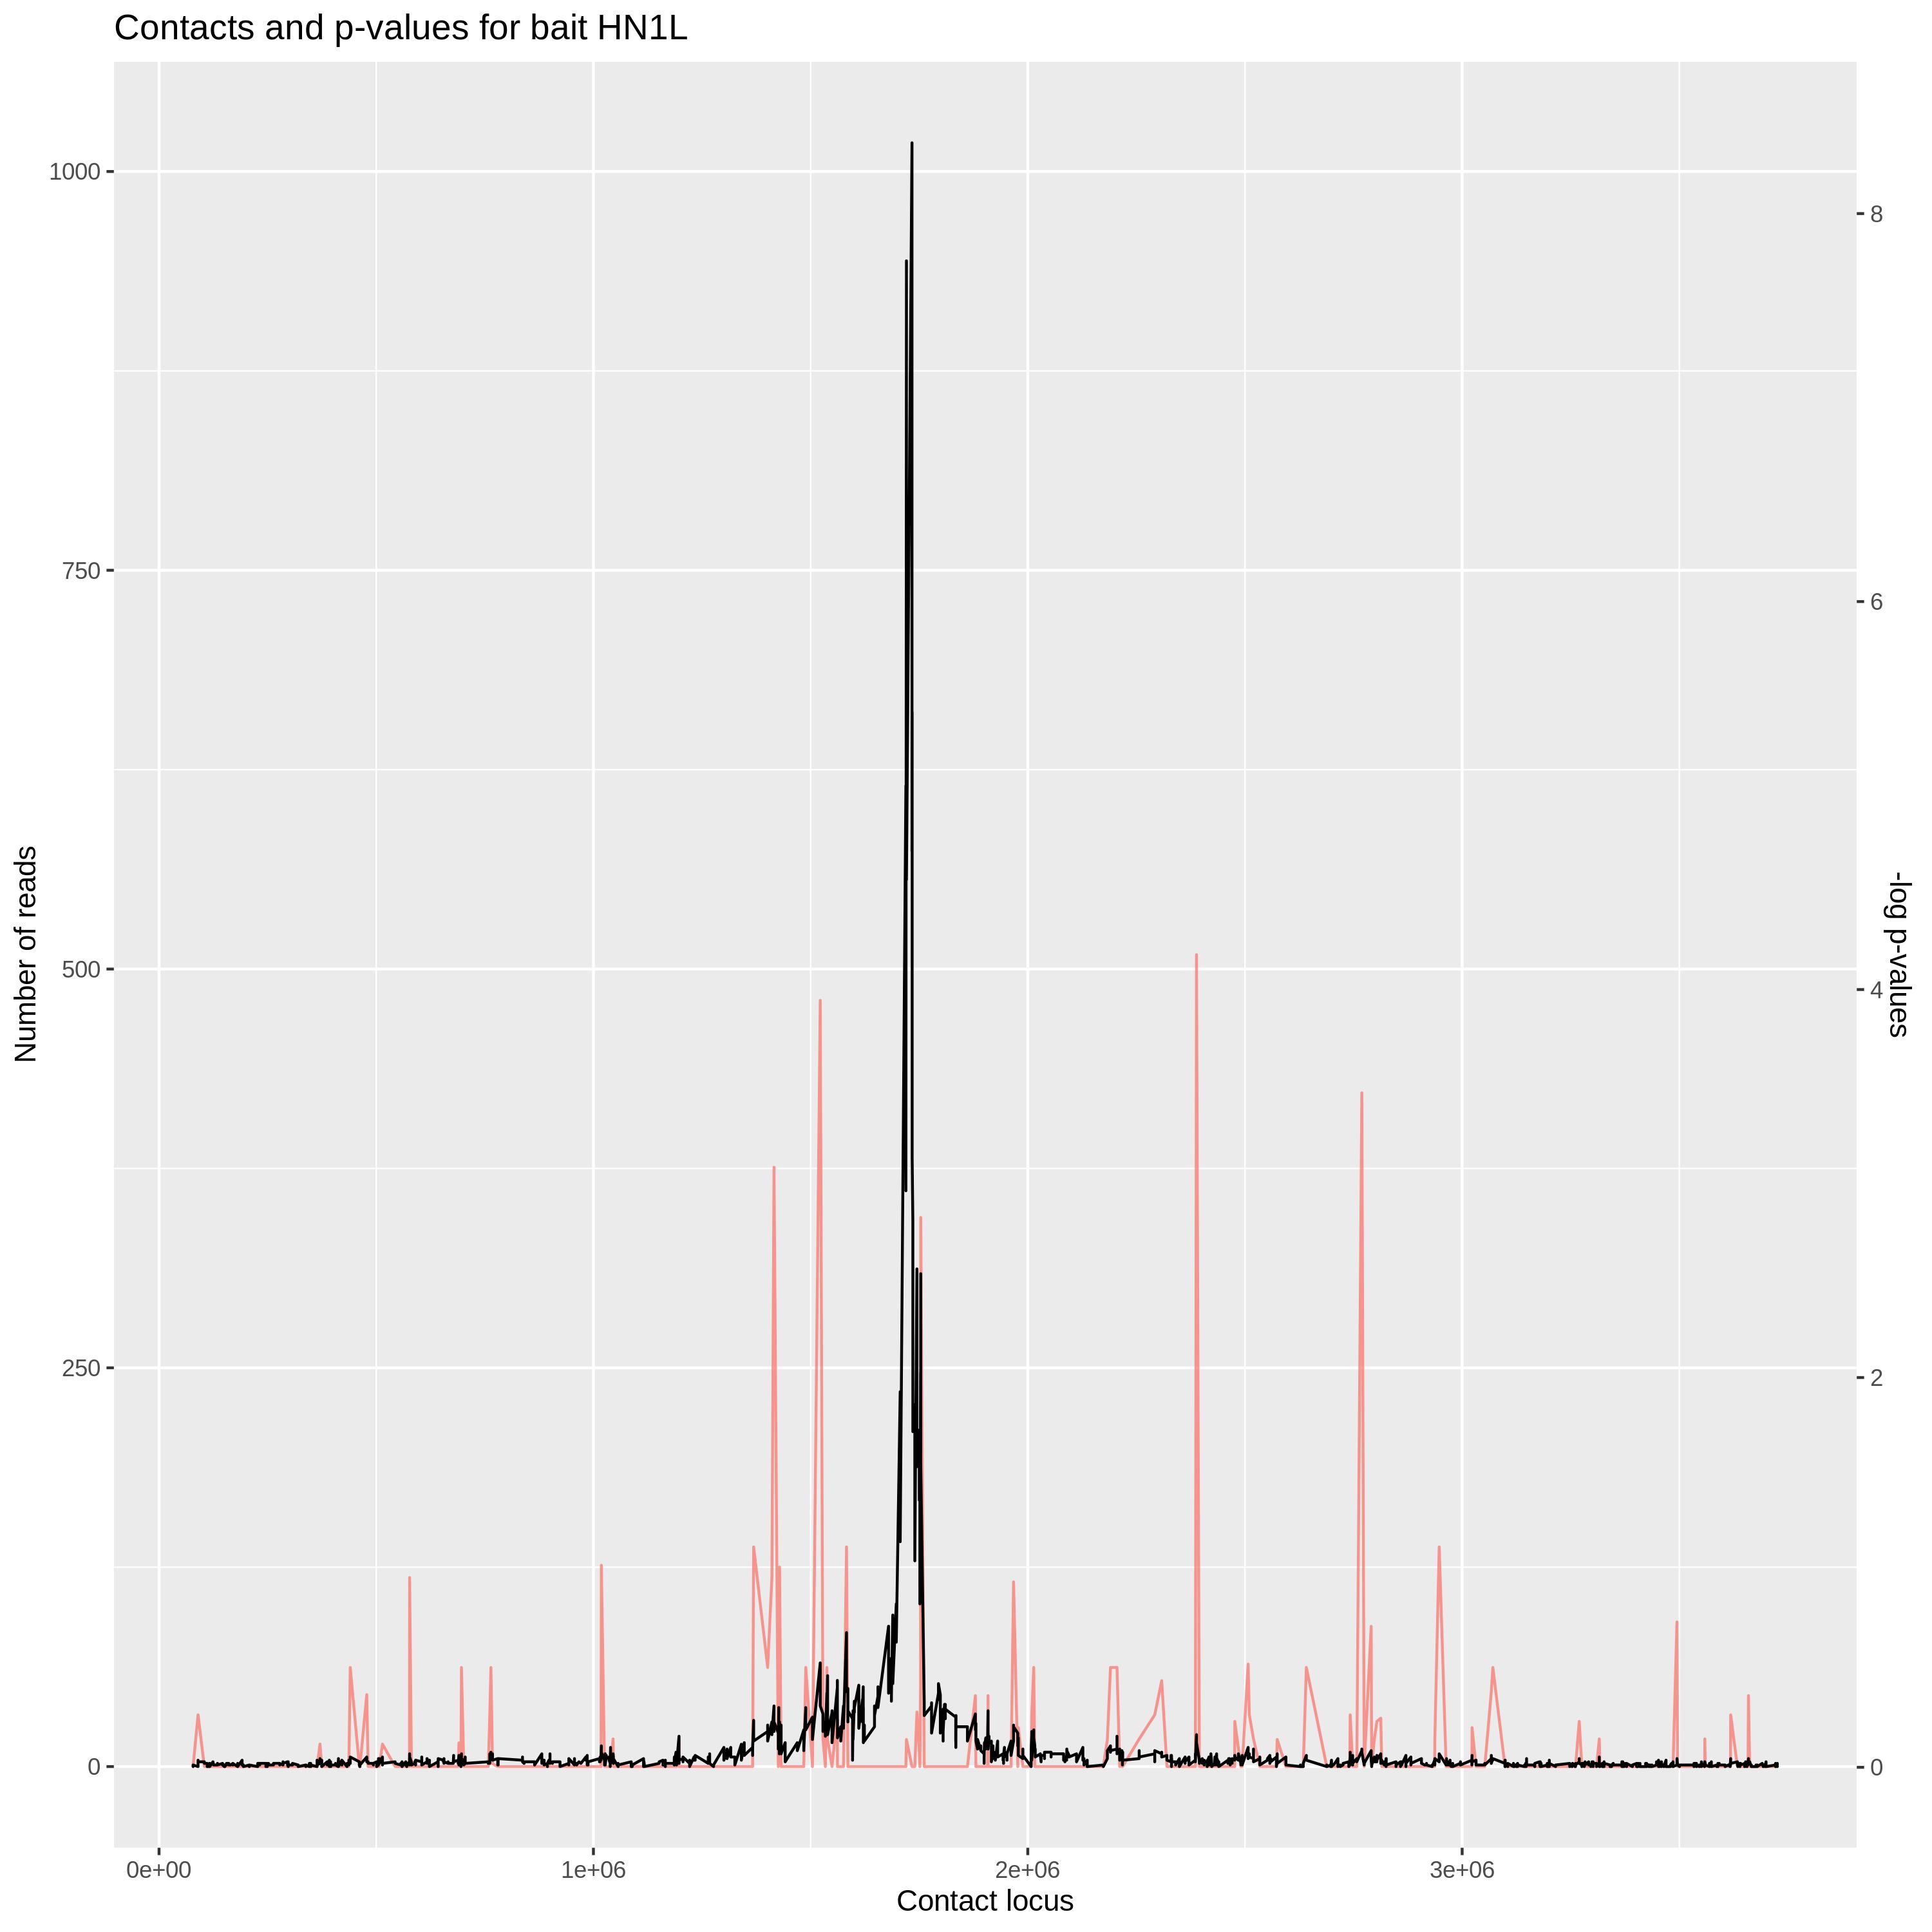 Contacts and p-values for bait HN1L
1000
750
500
250
0
Number of reads
8
6
4
2
0
-log p-values
0e+00
1e+06
2e+06
3e+06
Contact locus